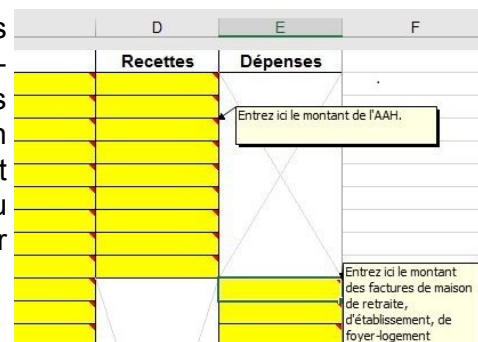 D E F
Recettes Dépenses
Entrez ici le montant de l'AAH.
Entrez ici le montant
des factures de maison
de retraite,
d'établissement, de
foyer-logement